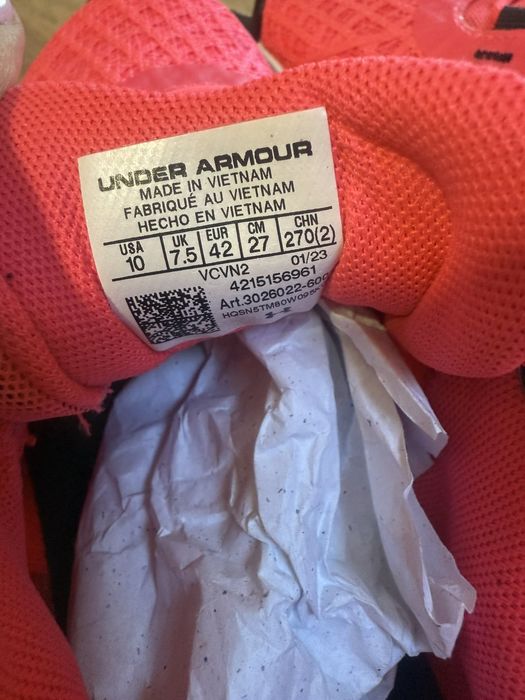 UNDER ARMOUR
MADE IN VIETNAM
FABRIQUÉ AU VIETNAM
HECHO EN VIETNAM
USA UK EUR CM CHN
10 7.5 42 27 270(2)
VCVN2 01/23
4215156961
Art.3026022-600